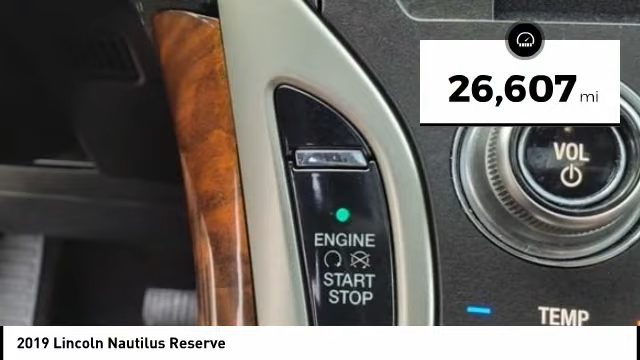 26,607 mi
VOL
ENGINE
START
STOP
TEMP
2019 Lincoln Nautilus Reserve